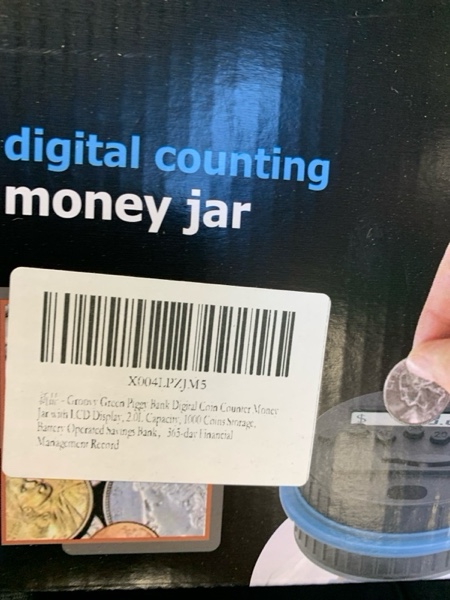 digital counting
money jar
X004LPZJM5
- Groovy Green Piggy Bank Digital Coin Counter Money
Jar with LCD Display, 2.0L Capacity, 1000 Coins Storage,
Battery Operated Savings Bank, 365-day Financial
Management Record
$